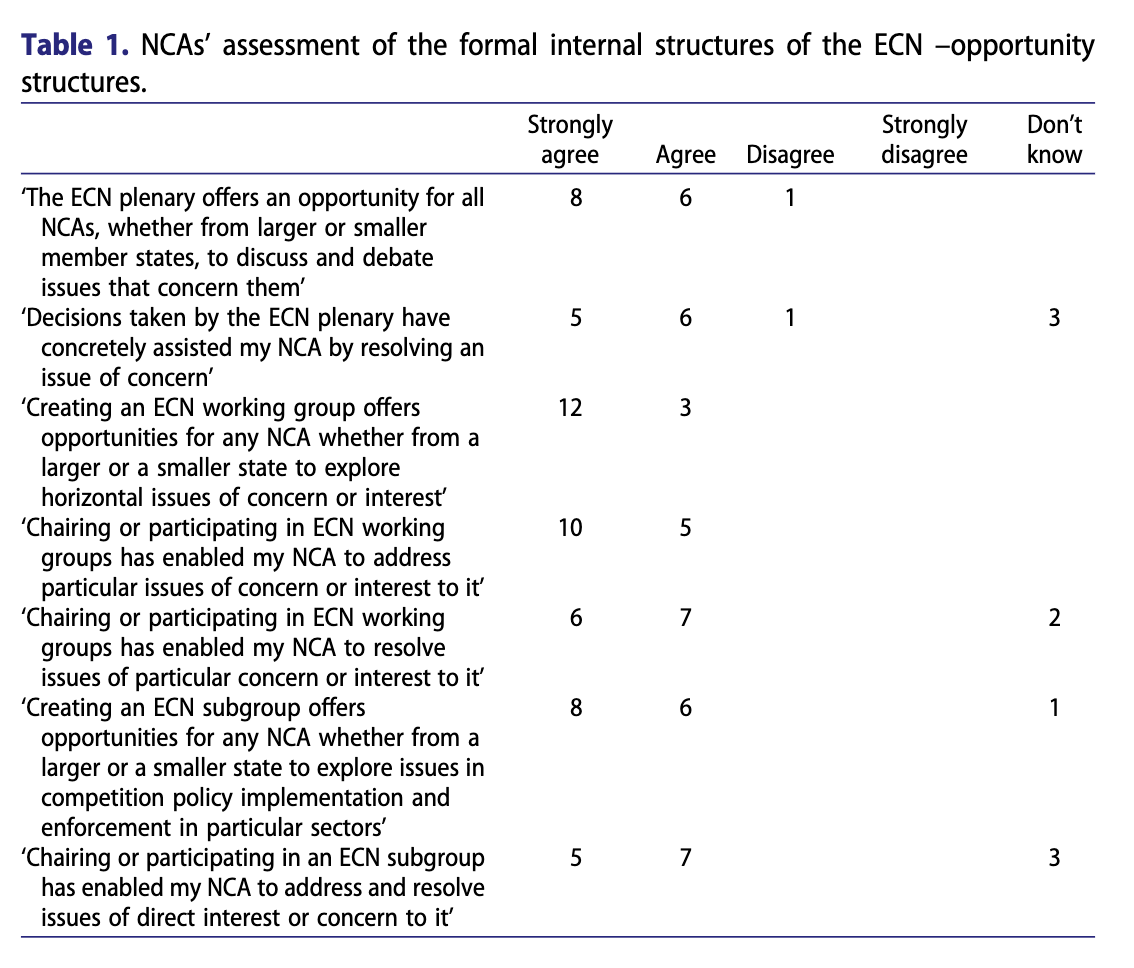 Table 1. NCAs’ assessment of the formal internal structures of the ECN –opportunity
structures.
Strongly agree Agree Disagree Strongly disagree Don’t know
‘The ECN plenary offers an opportunity for all 8 6 1
NCAs, whether from larger or smaller
member states, to discuss and debate
issues that concern them’
‘Decisions taken by the ECN plenary have 5 6 1 3
concretely assisted my NCA by resolving an
issue of concern’
‘Creating an ECN working group offers 12 3
opportunities for any NCA whether from a
larger or a smaller state to explore
horizontal issues of concern or interest’
‘Chairing or participating in ECN working 10 5
groups has enabled my NCA to address
particular issues of concern or interest to it’
‘Chairing or participating in ECN working 6 7 2
groups has enabled my NCA to resolve
issues of particular concern or interest to it’
‘Creating an ECN subgroup offers 8 6 1
opportunities for any NCA whether from a
larger or a smaller state to explore issues in
competition policy implementation and
enforcement in particular sectors’
‘Chairing or participating in an ECN subgroup 5 7 3
has enabled my NCA to address and resolve
issues of direct interest or concern to it’